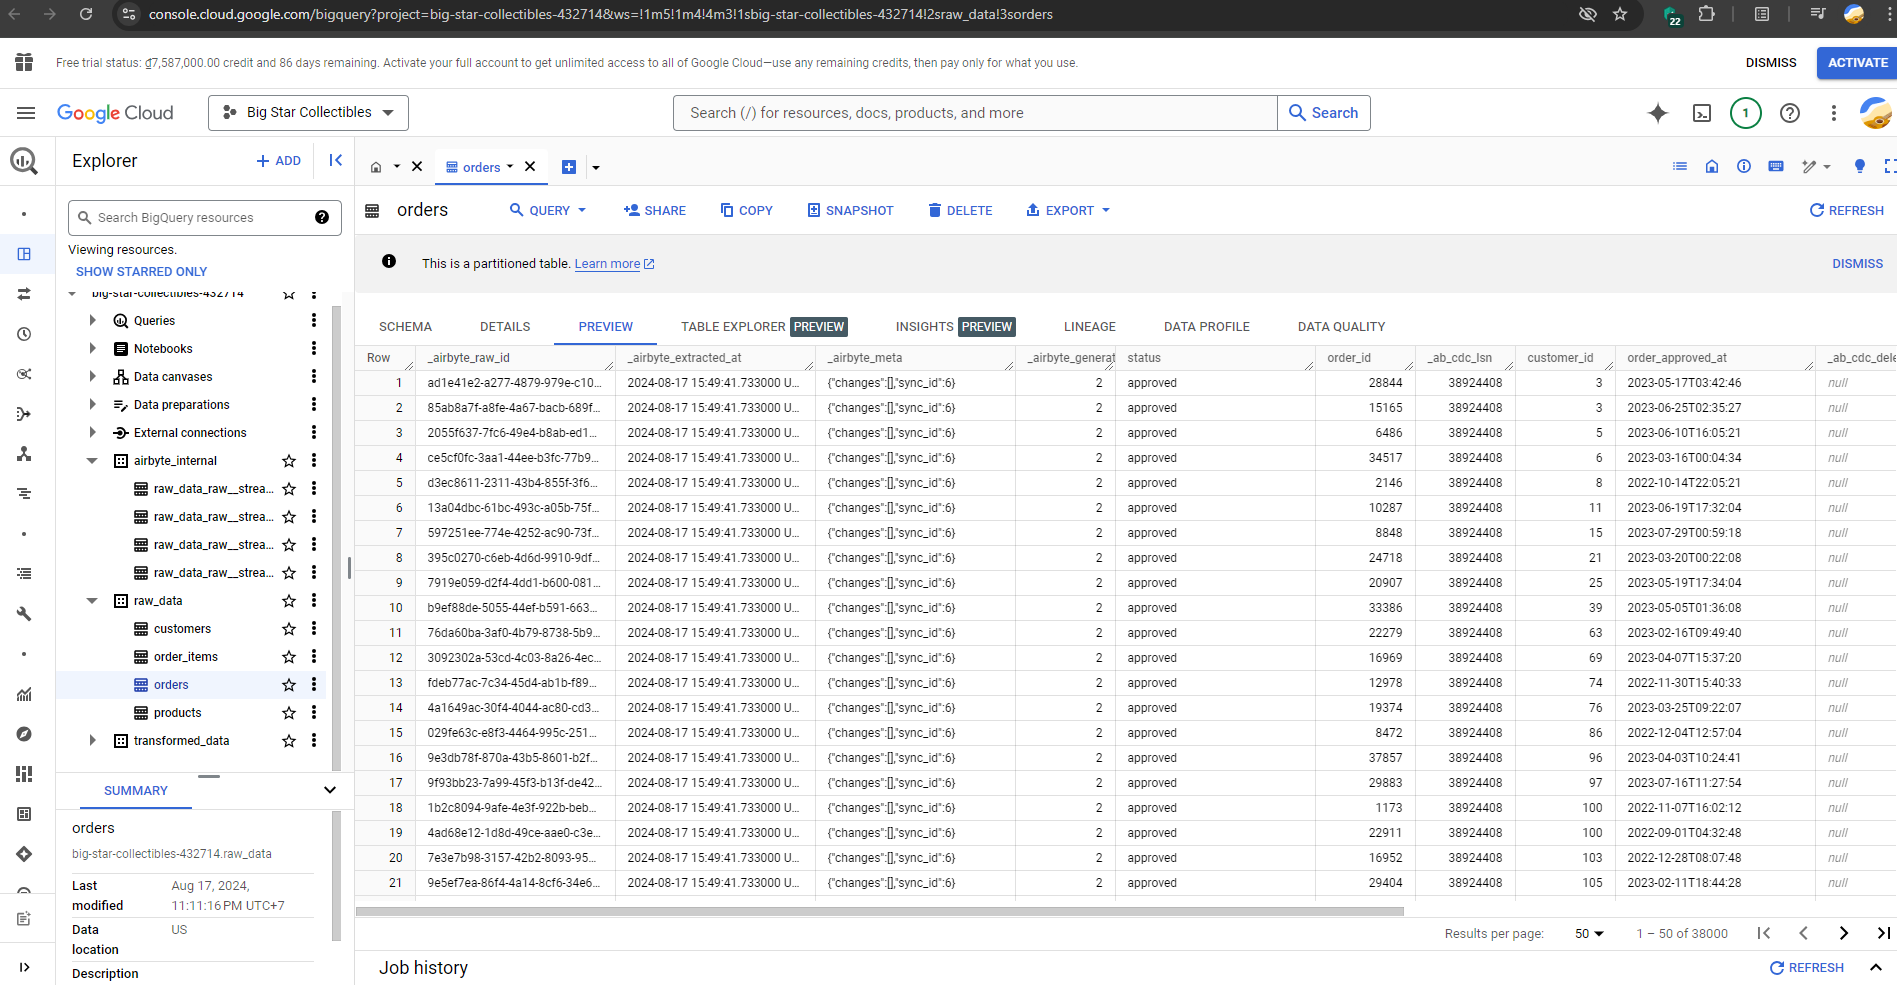 console.cloud.google.com/bigquery?project=big-star-collectibles-432714&ws=!1m5!1m4!4m3!1sbig-star-collectibles-432714!2sraw_data!3sorders
22
Free trial status: ₫7,587,000.00 credit and 86 days remaining. Activate your full account to get unlimited access to all of Google Cloud—use any remaining credits, then pay only for what you use.
DISMISS
ACTIVATE
Google Cloud
Big Star Collectibles
Search (/) for resources, docs, products, and more
Search
1
Explorer
+ ADD
orders
Search BigQuery resources
Viewing resources.
SHOW STARRED ONLY
big-star-collectibles-432714
Queries
Notebooks
Data canvases
Data preparations
External connections
airbyte_internal
raw_data_raw__strea...
raw_data_raw__strea...
raw_data_raw__strea...
raw_data_raw__strea...
raw_data
customers
order_items
orders
products
transformed_data
SUMMARY
orders
big-star-collectibles-432714.raw_data
Last modified Aug 17, 2024, 11:11:16 PM UTC+7
Data location US
Description
orders
QUERY SHARE COPY SNAPSHOT DELETE EXPORT REFRESH
This is a partitioned table. Learn more
DISMISS
SCHEMA DETAILS PREVIEW TABLE EXPLORER PREVIEW INSIGHTS PREVIEW LINEAGE DATA PROFILE DATA QUALITY
Row _airbyte_raw_id _airbyte_extracted_at _airbyte_meta _airbyte_generat status order_id _ab_cdc_lsn customer_id order_approved_at _ab_cdc_dele
1 ad1e41e2-a277-4879-979e-c10... 2024-08-17 15:49:41.733000 U... {"changes":[],"sync_id":6} 2 approved 28844 38924408 3 2023-05-17T03:42:46 null
2 85ab8a7f-a8fe-4a67-bacb-689f... 2024-08-17 15:49:41.733000 U... {"changes":[],"sync_id":6} 2 approved 15165 38924408 3 2023-06-25T02:35:27 null
3 2055f637-7fc6-49e4-b8ab-ed1... 2024-08-17 15:49:41.733000 U... {"changes":[],"sync_id":6} 2 approved 6486 38924408 5 2023-06-10T16:05:21 null
4 ce5cf0fc-3aa1-44ee-b3fc-77b9... 2024-08-17 15:49:41.733000 U... {"changes":[],"sync_id":6} 2 approved 34517 38924408 6 2023-03-16T00:04:34 null
5 d3ec8611-2311-43b4-855f-3f6... 2024-08-17 15:49:41.733000 U... {"changes":[],"sync_id":6} 2 approved 2146 38924408 8 2022-10-14T22:05:21 null
6 13a04dbc-61bc-493c-a05b-75f... 2024-08-17 15:49:41.733000 U... {"changes":[],"sync_id":6} 2 approved 10287 38924408 11 2023-06-19T17:32:04 null
7 597251ee-774e-4252-ac90-73f... 2024-08-17 15:49:41.733000 U... {"changes":[],"sync_id":6} 2 approved 8848 38924408 15 2023-07-29T00:59:18 null
8 395c0270-c6eb-4d6d-9910-9df... 2024-08-17 15:49:41.733000 U... {"changes":[],"sync_id":6} 2 approved 24718 38924408 21 2023-03-20T00:22:08 null
9 7919e059-d2f4-4dd1-b600-081... 2024-08-17 15:49:41.733000 U... {"changes":[],"sync_id":6} 2 approved 20907 38924408 25 2023-05-19T17:34:04 null
10 b9ef88de-5055-44ef-b591-663... 2024-08-17 15:49:41.733000 U... {"changes":[],"sync_id":6} 2 approved 33386 38924408 39 2023-05-05T01:36:08 null
11 76da60ba-3af0-4b79-8738-5b9... 2024-08-17 15:49:41.733000 U... {"changes":[],"sync_id":6} 2 approved 22279 38924408 63 2023-02-16T09:49:40 null
12 3092302a-53cd-4c03-8a26-4ec... 2024-08-17 15:49:41.733000 U... {"changes":[],"sync_id":6} 2 approved 16969 38924408 69 2023-04-07T15:37:20 null
13 fdeb77ac-7c34-45d4-ab1b-f89... 2024-08-17 15:49:41.733000 U... {"changes":[],"sync_id":6} 2 approved 12978 38924408 74 2022-11-30T15:40:33 null
14 4a1649ac-30f4-4044-ac80-cd3... 2024-08-17 15:49:41.733000 U... {"changes":[],"sync_id":6} 2 approved 19374 38924408 76 2023-03-25T09:22:07 null
15 029fe63c-e8f3-4464-995c-251... 2024-08-17 15:49:41.733000 U... {"changes":[],"sync_id":6} 2 approved 8472 38924408 86 2022-12-04T12:57:04 null
16 9e3db78f-870a-43b5-8601-b2f... 2024-08-17 15:49:41.733000 U... {"changes":[],"sync_id":6} 2 approved 37857 38924408 96 2023-04-03T10:24:41 null
17 9f93bb23-7a99-45f3-b13f-de42... 2024-08-17 15:49:41.733000 U... {"changes":[],"sync_id":6} 2 approved 29883 38924408 97 2023-07-16T11:27:54 null
18 1b2c8094-9afe-4e3f-922b-beb... 2024-08-17 15:49:41.733000 U... {"changes":[],"sync_id":6} 2 approved 1173 38924408 100 2022-11-07T16:02:12 null
19 4ad68e12-1d8d-49ce-aae0-c3e... 2024-08-17 15:49:41.733000 U... {"changes":[],"sync_id":6} 2 approved 22911 38924408 100 2022-09-01T04:32:48 null
20 7e3e7b98-3157-42b2-8093-95... 2024-08-17 15:49:41.733000 U... {"changes":[],"sync_id":6} 2 approved 16952 38924408 103 2022-12-28T08:07:48 null
21 9e5ef7ea-86f4-4a14-8cf6-34e6... 2024-08-17 15:49:41.733000 U... {"changes":[],"sync_id":6} 2 approved 29404 38924408 105 2023-02-11T18:44:28 null
Results per page: 50 1 – 50 of 38000
Job history
REFRESH